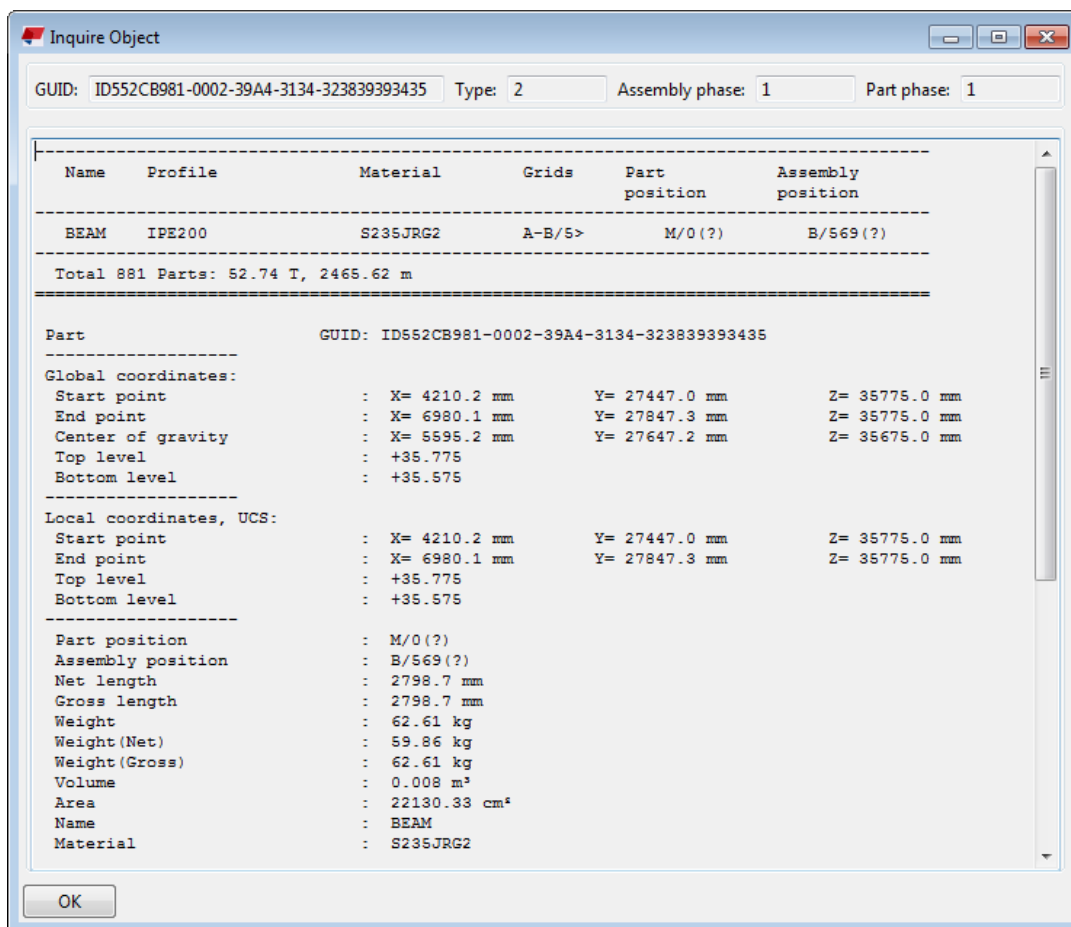 Inquire Object
GUID: ID552CB981-0002-39A4-3134-323839393435 Type: 2 Assembly phase: 1 Part phase: 1
-----------------------------------------------------------------------------------------
Name Profile Material Grids Part Assembly
position position
-----------------------------------------------------------------------------------------
BEAM IPE200 S235JRG2 A-B/5> M/0(?) B/569(?)
-----------------------------------------------------------------------------------------
Total 881 Parts: 52.74 T, 2465.62 m
=========================================================================================
Part GUID: ID552CB981-0002-39A4-3134-323839393435
-------------------
Global coordinates:
Start point : X= 4210.2 mm Y= 27447.0 mm Z= 35775.0 mm
End point : X= 6980.1 mm Y= 27847.3 mm Z= 35775.0 mm
Center of gravity : X= 5595.2 mm Y= 27647.2 mm Z= 35675.0 mm
Top level : +35.775
Bottom level : +35.575
-------------------
Local coordinates, UCS:
Start point : X= 4210.2 mm Y= 27447.0 mm Z= 35775.0 mm
End point : X= 6980.1 mm Y= 27847.3 mm Z= 35775.0 mm
Top level : +35.775
Bottom level : +35.575
-------------------
Part position : M/0(?)
Assembly position : B/569(?)
Net length : 2798.7 mm
Gross length : 2798.7 mm
Weight : 62.61 kg
Weight(Net) : 59.86 kg
Weight(Gross) : 62.61 kg
Volume : 0.008 m³
Area : 22130.33 cm²
Name : BEAM
Material : S235JRG2
OK